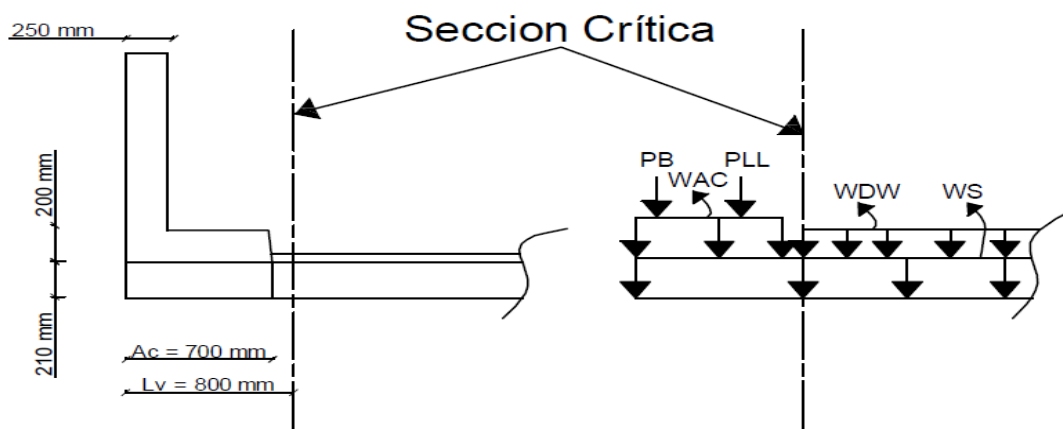 250 mm
Seccion Crítica
200 mm
210 mm
Ac = 700 mm
Lv = 800 mm
PB
PLL
WAC
WDW
WS